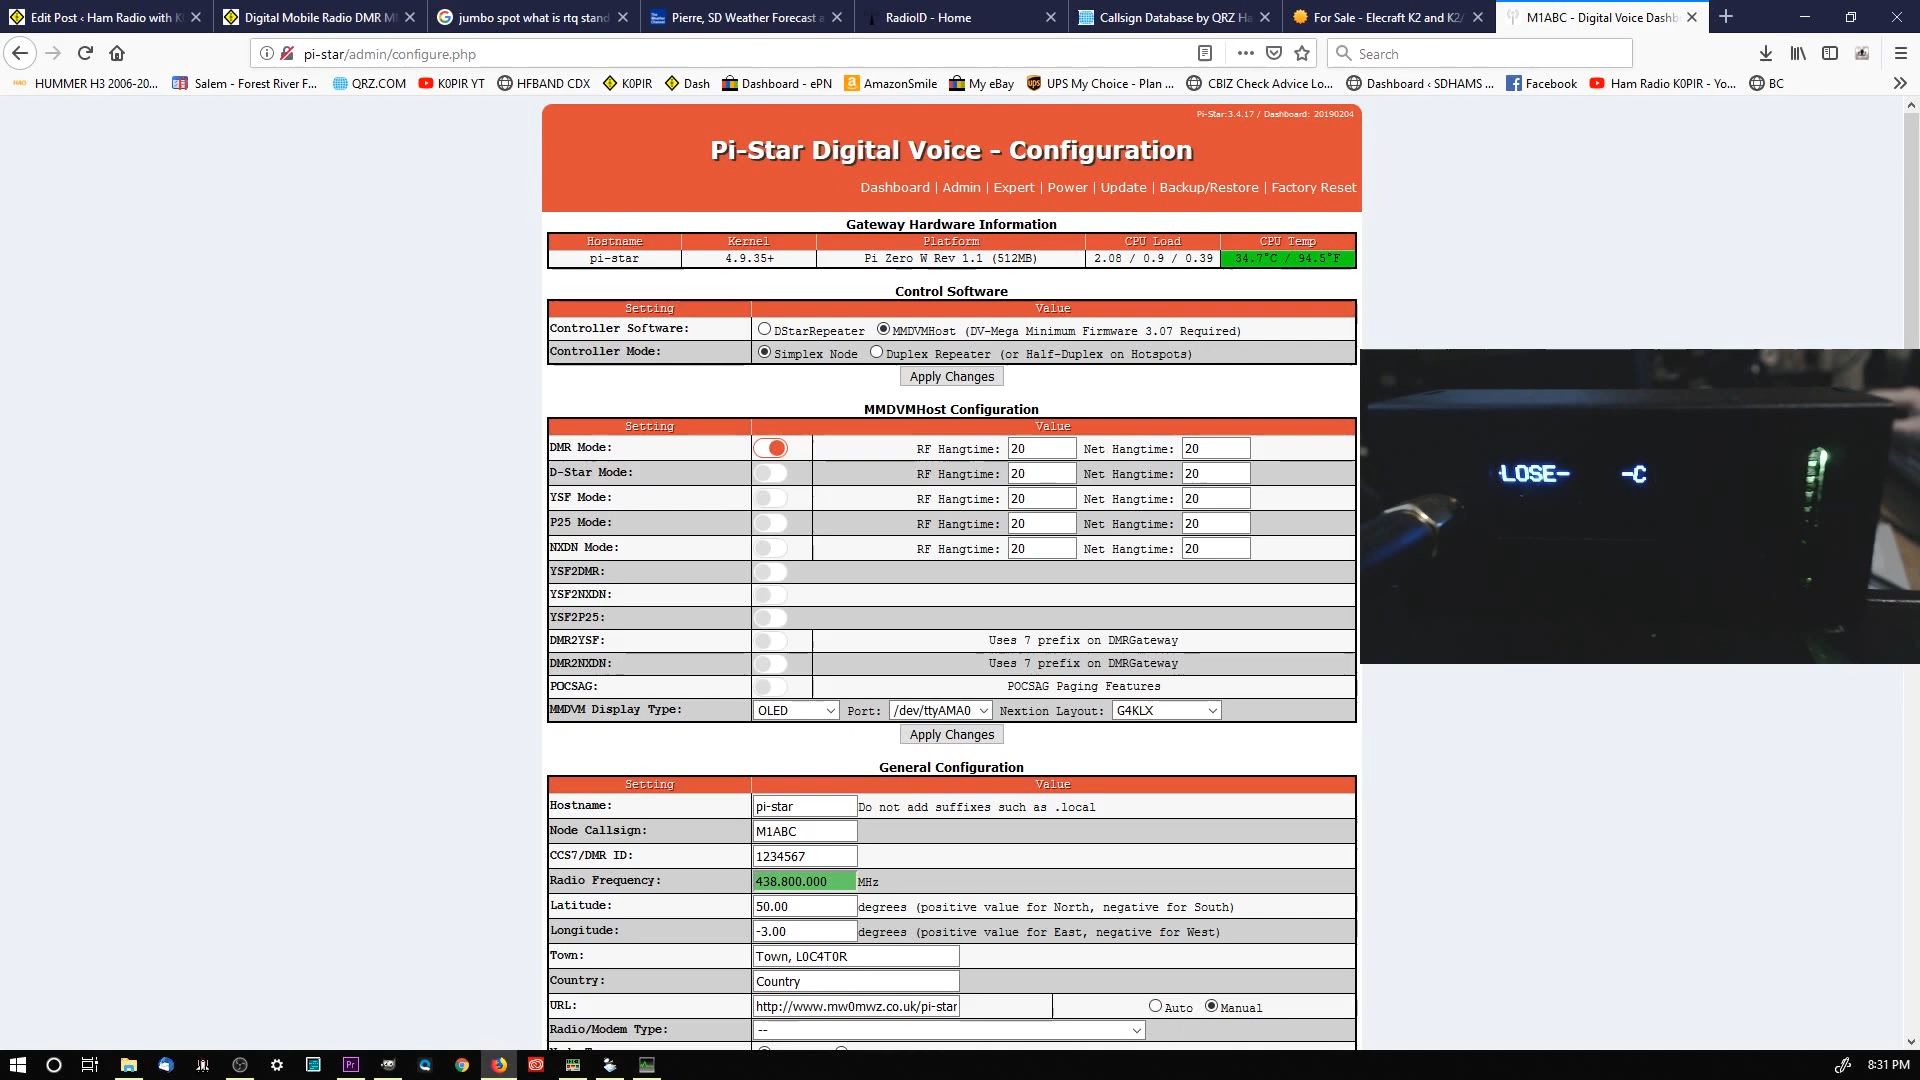 Edit Post ‹ Ham Radio with K
Digital Mobile Radio DMR M
jumbo spot what is rtq stand
Pierre, SD Weather Forecast a
RadioID - Home
Callsign Database by QRZ Ha
For Sale - Elecraft K2 and K2/
M1ABC - Digital Voice Dashb
pi-star/admin/configure.php
Search
HUMMER H3 2006-20...
Salem - Forest River F...
QRZ.COM
K0PIR YT
HFBAND CDX
K0PIR
Dash
Dashboard - ePN
AmazonSmile
My eBay
UPS My Choice - Plan ...
CBIZ Check Advice Lo...
Dashboard ‹ SDHAMS ...
Facebook
Ham Radio K0PIR - Yo...
BC
Pi-Star:3.4.17 / Dashboard: 20190204
Pi-Star Digital Voice - Configuration
Dashboard | Admin | Expert | Power | Update | Backup/Restore | Factory Reset
Gateway Hardware Information
Hostname Kernel Platform CPU Load CPU Temp
pi-star 4.9.35+ Pi Zero W Rev 1.1 (512MB) 2.08 / 0.9 / 0.39 34.7°C / 94.5°F
Control Software
Setting Value
Controller Software: DStarRepeater MMDVMHost (DV-Mega Minimum Firmware 3.07 Required)
Controller Mode: Simplex Node Duplex Repeater (or Half-Duplex on Hotspots)
Apply Changes
MMDVMHost Configuration
Setting Value
DMR Mode: RF Hangtime: 20 Net Hangtime: 20
D-Star Mode: RF Hangtime: 20 Net Hangtime: 20
YSF Mode: RF Hangtime: 20 Net Hangtime: 20
P25 Mode: RF Hangtime: 20 Net Hangtime: 20
NXDN Mode: RF Hangtime: 20 Net Hangtime: 20
YSF2DMR:
YSF2NXDN:
YSF2P25:
DMR2YSF: Uses 7 prefix on DMRGateway
DMR2NXDN: Uses 7 prefix on DMRGateway
POCSAG: POCSAG Paging Features
MMDVM Display Type: OLED Port: /dev/ttyAMA0 Nextion Layout: G4KLX
Apply Changes
LOSE- -C
General Configuration
Setting Value
Hostname: pi-star Do not add suffixes such as .local
Node Callsign: M1ABC
CCS7/DMR ID: 1234567
Radio Frequency: 438.800.000 MHz
Latitude: 50.00 degrees (positive value for North, negative for South)
Longitude: -3.00 degrees (positive value for East, negative for West)
Town: Town, L0C4T0R
Country: Country
URL: http://www.mw0mwz.co.uk/pi-star Auto Manual
Radio/Modem Type: --
8:31 PM